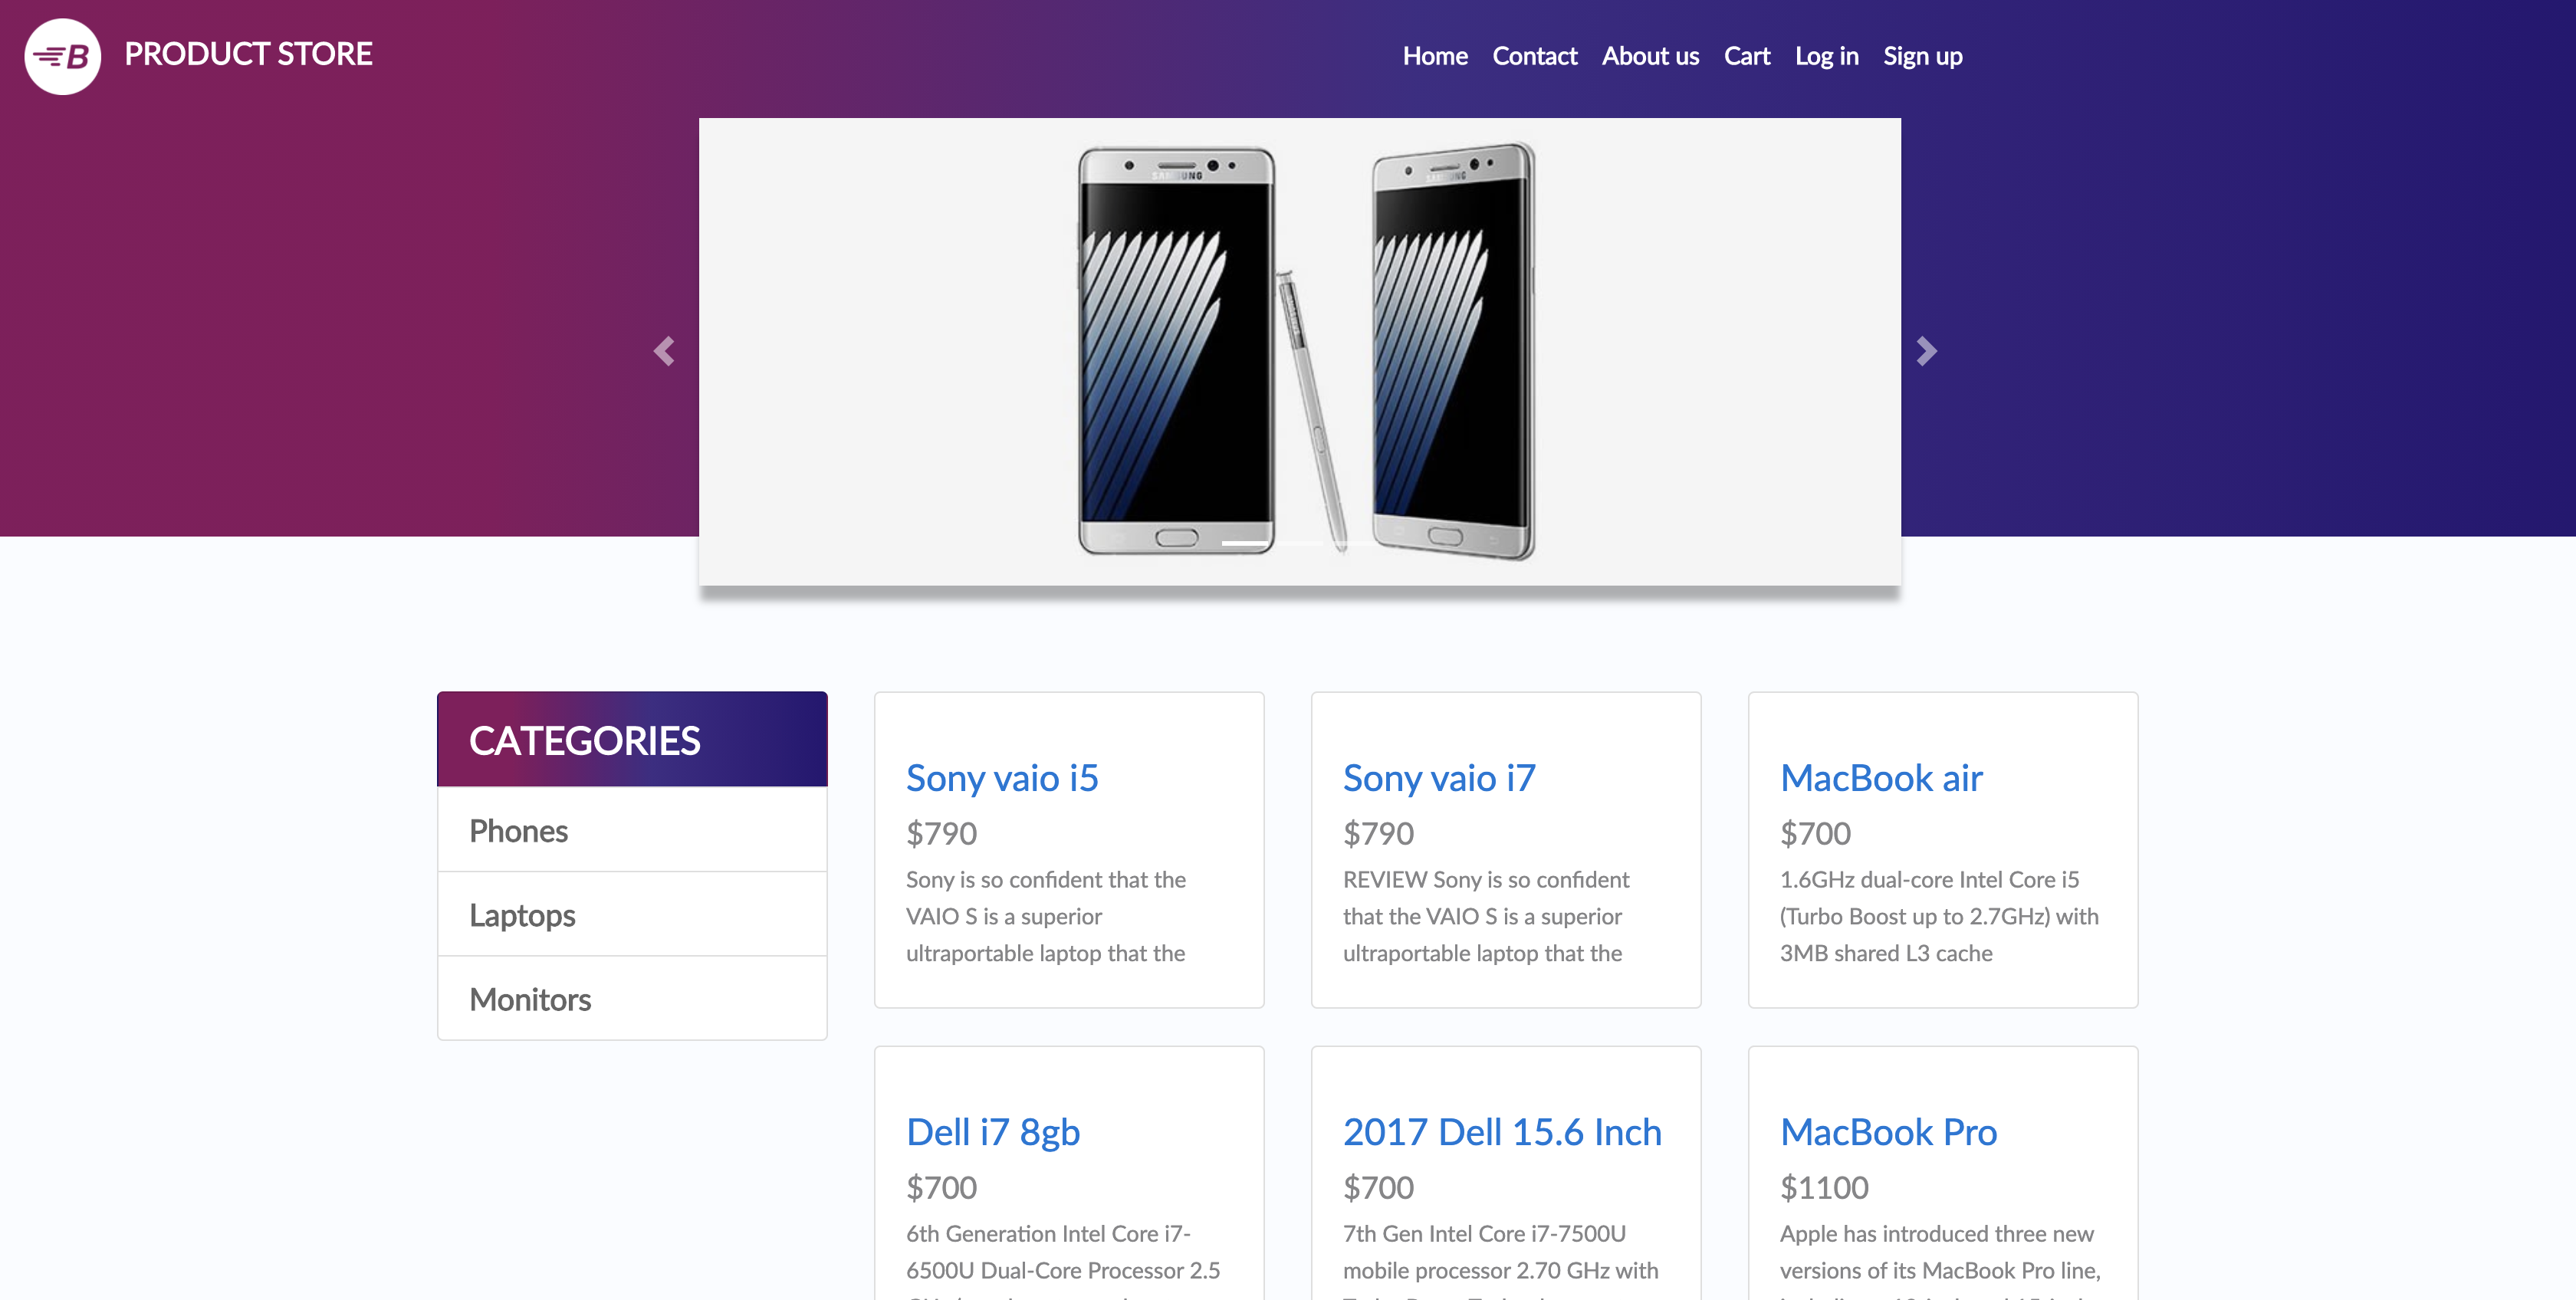 B PRODUCT STORE
Home Contact About us Cart Log in Sign up
SAMSUNG SAMSUNG
CATEGORIES
Phones
Laptops
Monitors
Sony vaio i5
$790
Sony is so confident that the
VAIO S is a superior
ultraportable laptop that the
Sony vaio i7
$790
REVIEW Sony is so confident
that the VAIO S is a superior
ultraportable laptop that the
MacBook air
$700
1.6GHz dual-core Intel Core i5
(Turbo Boost up to 2.7GHz) with
3MB shared L3 cache
Dell i7 8gb
$700
6th Generation Intel Core i7-
6500U Dual-Core Processor 2.5
2017 Dell 15.6 Inch
$700
7th Gen Intel Core i7-7500U
mobile processor 2.70 GHz with
MacBook Pro
$1100
Apple has introduced three new
versions of its MacBook Pro line,